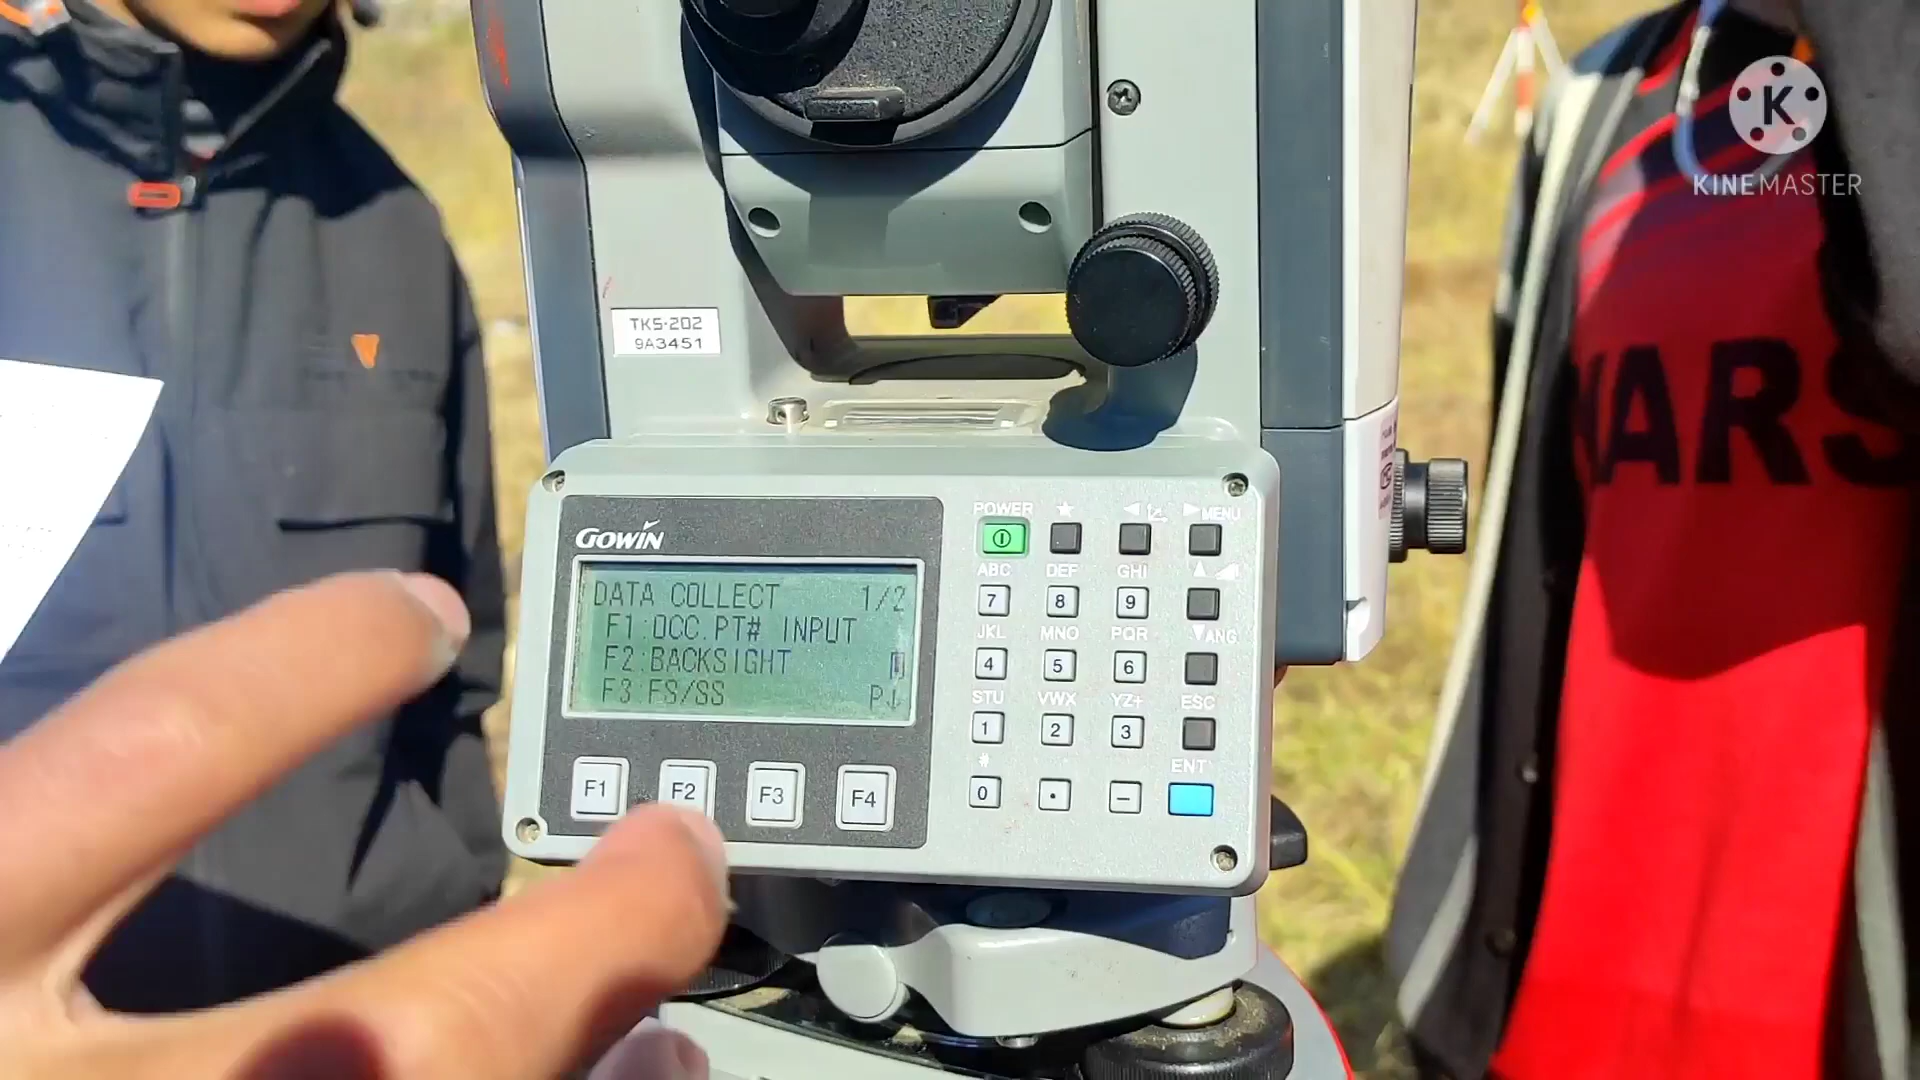 K
KINEMASTER
TKS-202
9A3451
GOWIN
DATA COLLECT 1/2
F1:OCC.PT# INPUT
F2:BACKSIGHT
F3:FS/SS P↓
F1 F2 F3 F4
POWER ★ ◀ ▶ MENU
ABC DEF GHI ▲
7 8 9
JKL MNO PQR ▼ANG
4 5 6
STU VWX YZ+ ESC
1 2 3
# ENT
0 . −
ARS